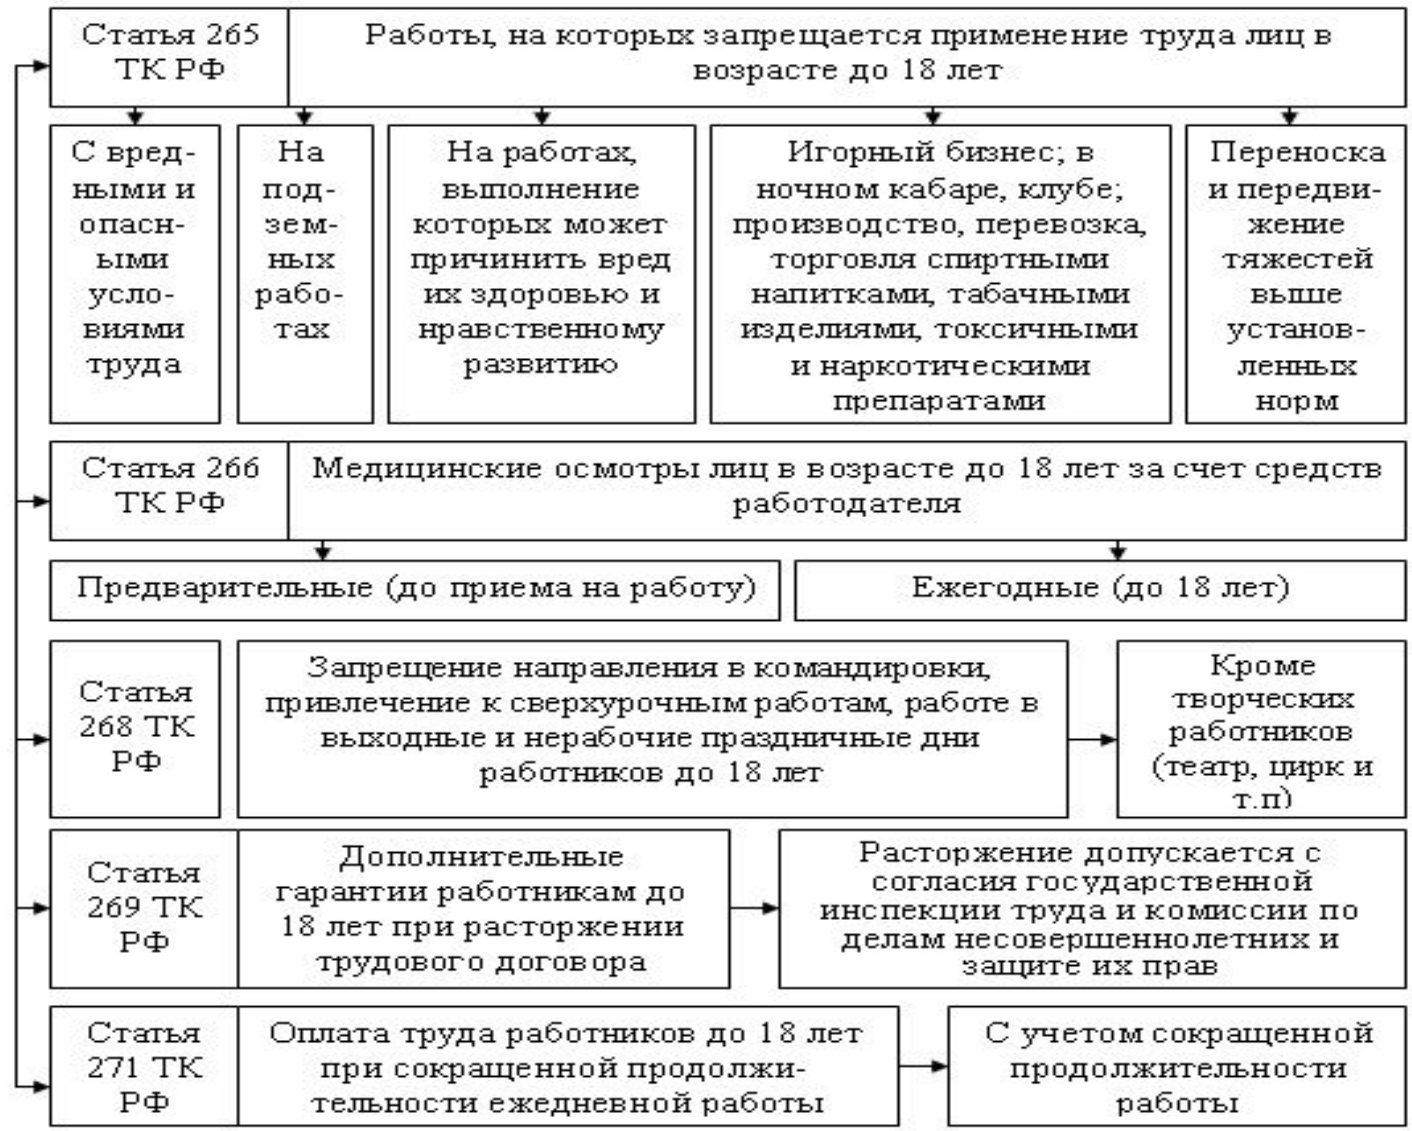 Статья 265
ТК РФ
Работы, на которых запрещается применение труда лиц в
возрасте до 18 лет
С вред-
ными и
опасн-
ыми
усло-
виями
труда
На
под-
зем-
ных
рабо-
тах
На работах,
выполнение
которых может
причинить вред
их здоровью и
нравственному
развитию
Игорный бизнес; в
ночном кабаре, клубе;
производство, перевозка,
торговля спиртными
напитками, табачными
изделиями, токсичными
и наркотическими
препаратами
Переноска
и передви-
жение
тяжестей
выше
установ-
ленных
норм
Статья 266
ТК РФ
Медицинские осмотры лиц в возрасте до 18 лет за счет средств
работодателя
Предварительные (до приема на работу)
Ежегодные (до 18 лет)
Статья
268 ТК
РФ
Запрещение направления в командировки,
привлечение к сверхурочным работам, работе в
выходные и нерабочие праздничные дни
работников до 18 лет
Кроме
творческих
работников
(театр, цирк и
т.п)
Статья
269 ТК
РФ
Дополнительные
гарантии работникам до
18 лет при расторжении
трудового договора
Расторжение допускается с
согласия государственной
инспекции труда и комиссии по
делам несовершеннолетних и
защите их прав
Статья
271 ТК
РФ
Оплата труда работников до 18 лет
при сокращенной продолжи-
тельности ежедневной работы
С учетом сокращенной
продолжительности
работы